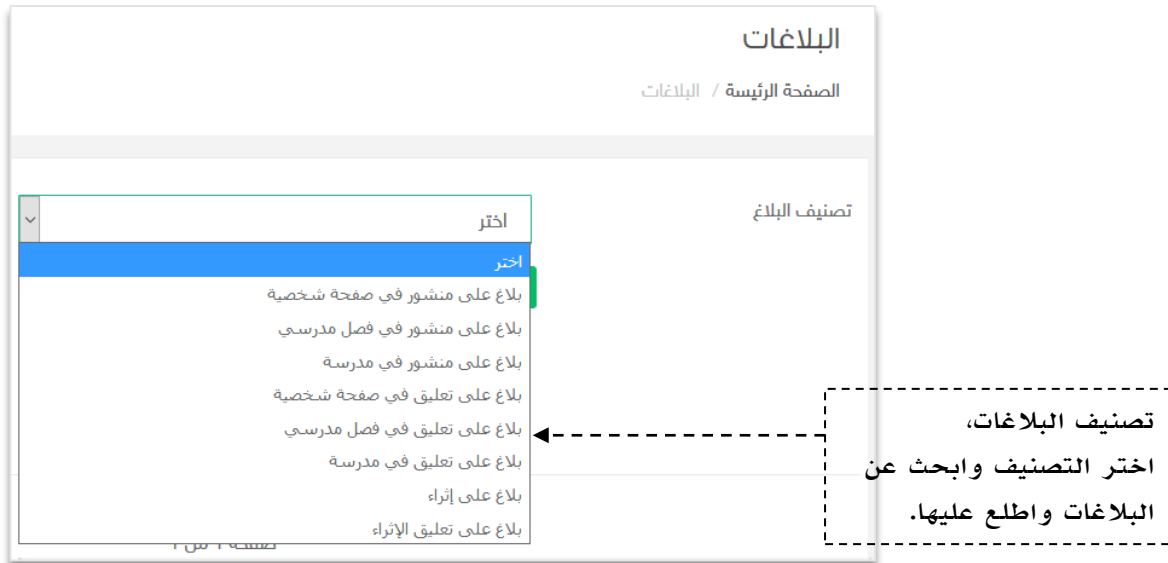 البلاغات
الصفحة الرئيسة / البلاغات
تصنيف البلاغ
اختر
اختر
بلاغ على منشور في صفحة شخصية
بلاغ على منشور في فصل مدرسي
بلاغ على منشور في مدرسة
بلاغ على تعليق في صفحة شخصية
بلاغ على تعليق في فصل مدرسي
بلاغ على تعليق في مدرسة
بلاغ على إثراء
بلاغ على تعليق الإثراء
تصنيف البلاغات،
اختر التصنيف وابحث عن
البلاغات واطلع عليها.